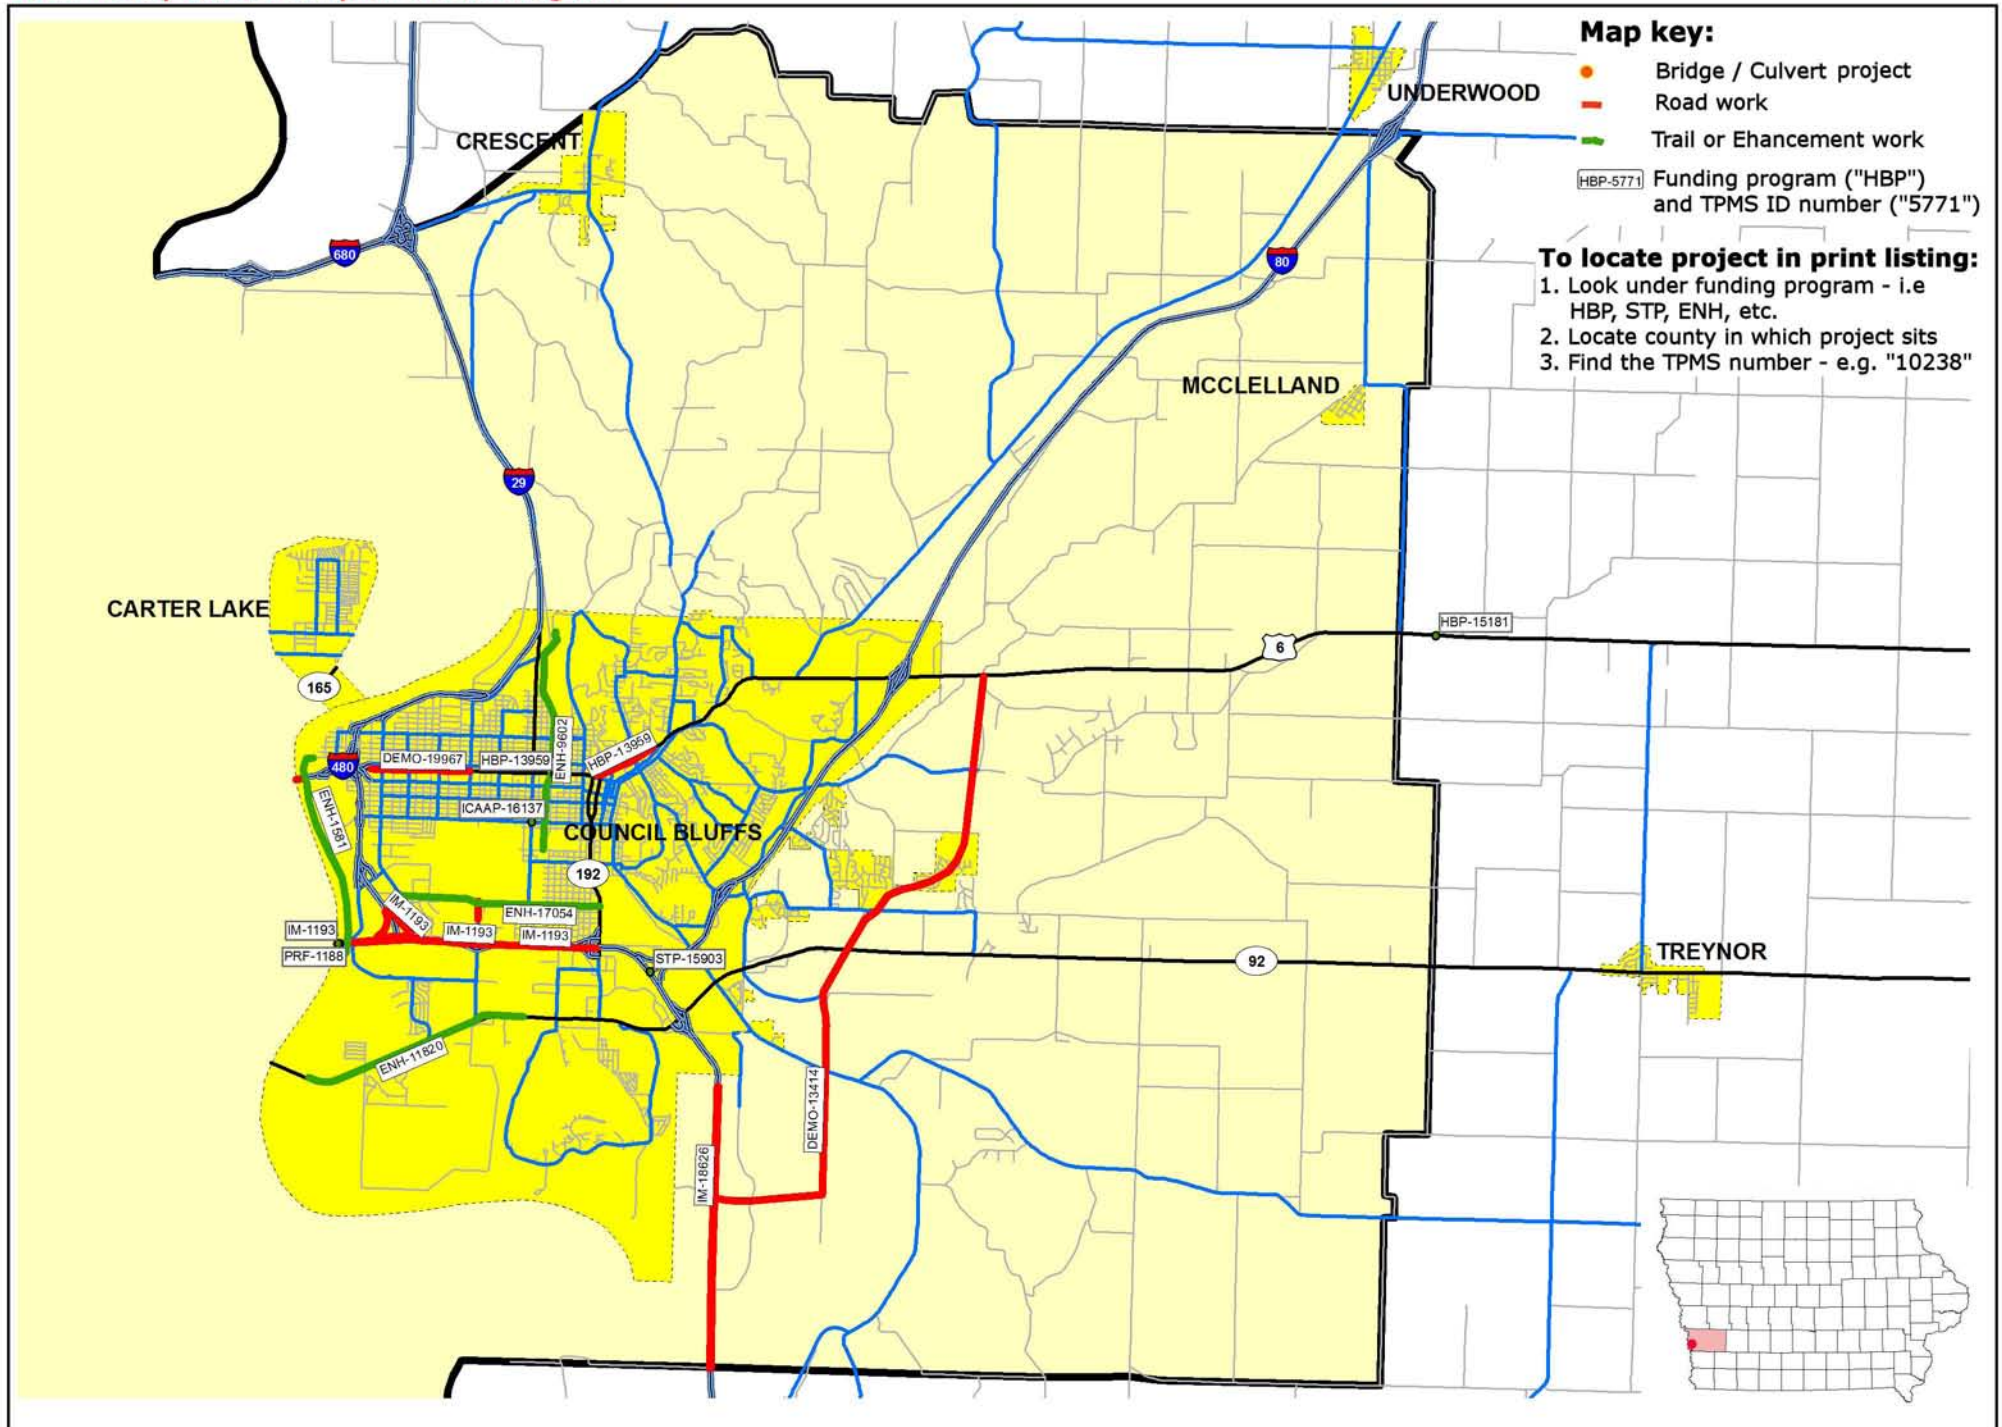 Map key:
Bridge / Culvert project
Road work
Trail or Ehancement work
HBP-5771
Funding program ("HBP")
and TPMS ID number ("5771")
To locate project in print listing:
1. Look under funding program - i.e
HBP, STP, ENH, etc.
2. Locate county in which project sits
3. Find the TPMS number - e.g. "10238"
UNDERWOOD
CRESCENT
680
80
MCCLELLAND
29
CARTER LAKE
165
HBP-15181
6
ENH-9602
HBP-13959
480
DEMO-19967
HBP-13959
ENH-1581
ICAAP-16137
COUNCIL BLUFFS
192
IM-1193
ENH-17054
IM-1193
IM-1193
IM-1193
PRF-1188
STP-15903
92
TREYNOR
ENH-11820
DEMO-13414
IM-18626